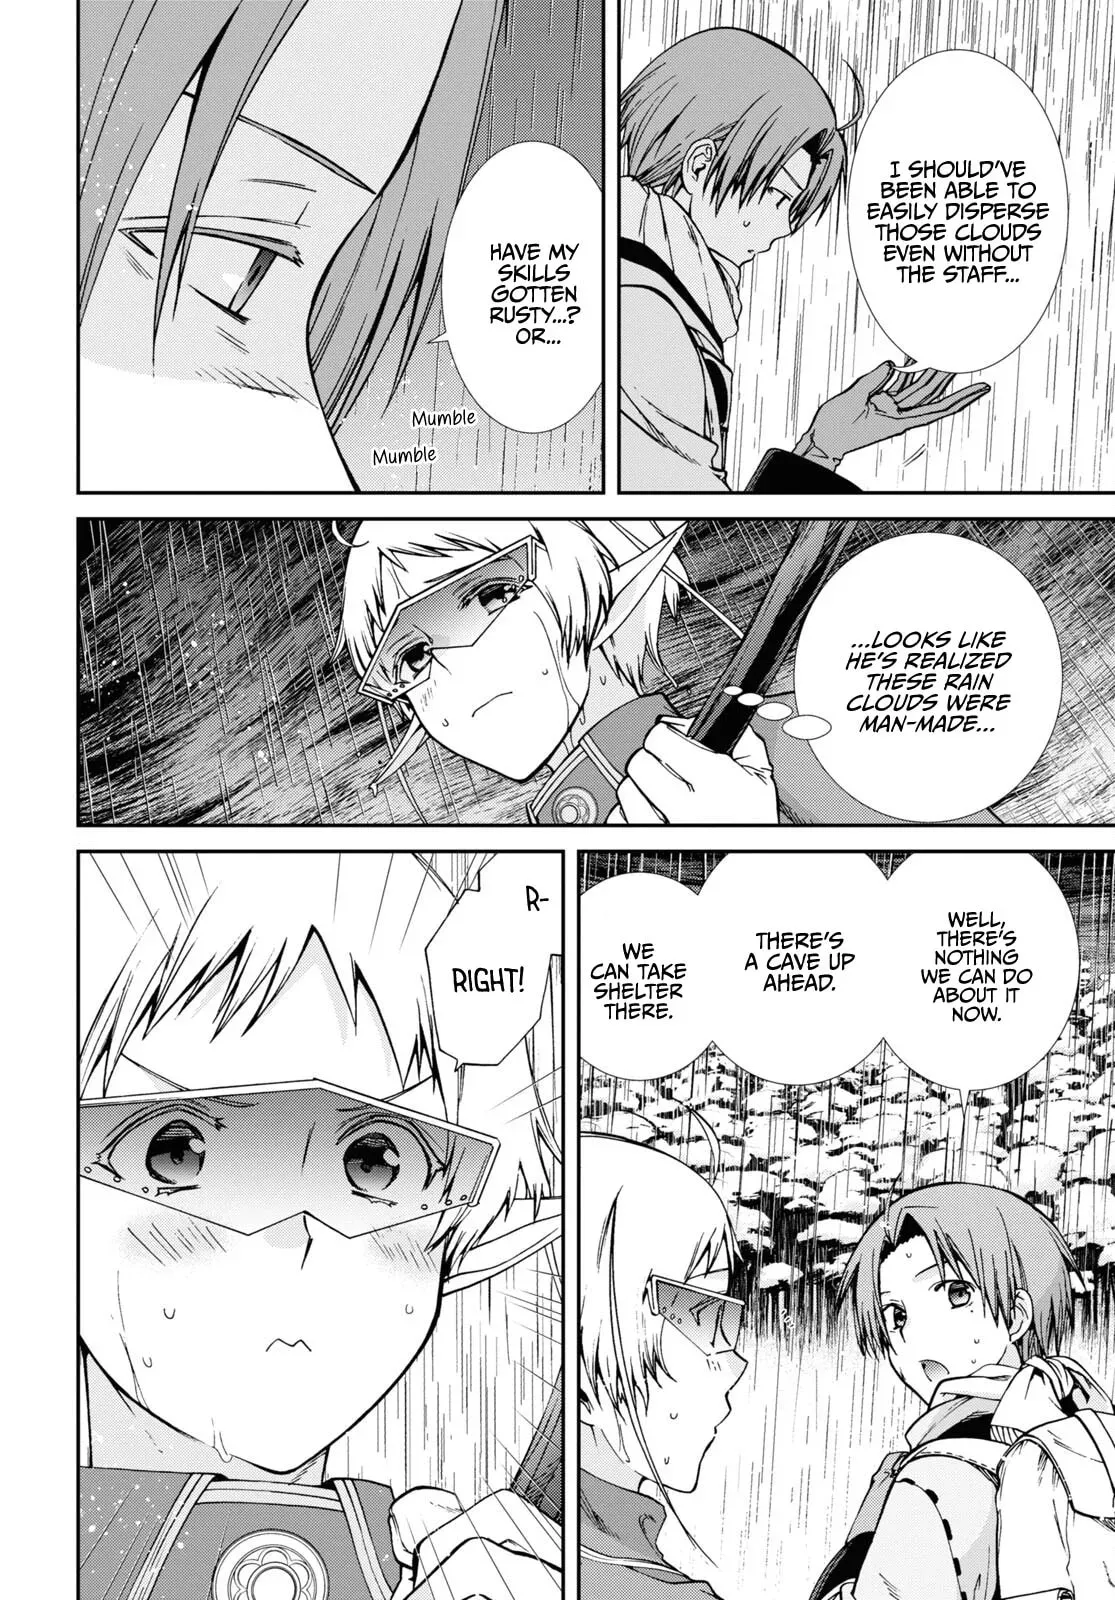 I SHOULD'VE
BEEN ABLE TO
EASILY DISPERSE
THOSE CLOUDS
EVEN WITHOUT
THE STAFF...
HAVE MY
SKILLS
GOTTEN
RUSTY...?
OR...
Mumble
Mumble
...LOOKS LIKE
HE'S REALIZED
THESE RAIN
CLOUDS WERE
MAN-MADE...
WELL,
THERE'S
NOTHING
WE CAN DO
ABOUT IT
NOW.
THERE'S
A CAVE UP
AHEAD.
WE
CAN TAKE
SHELTER
THERE.
R-
RIGHT!